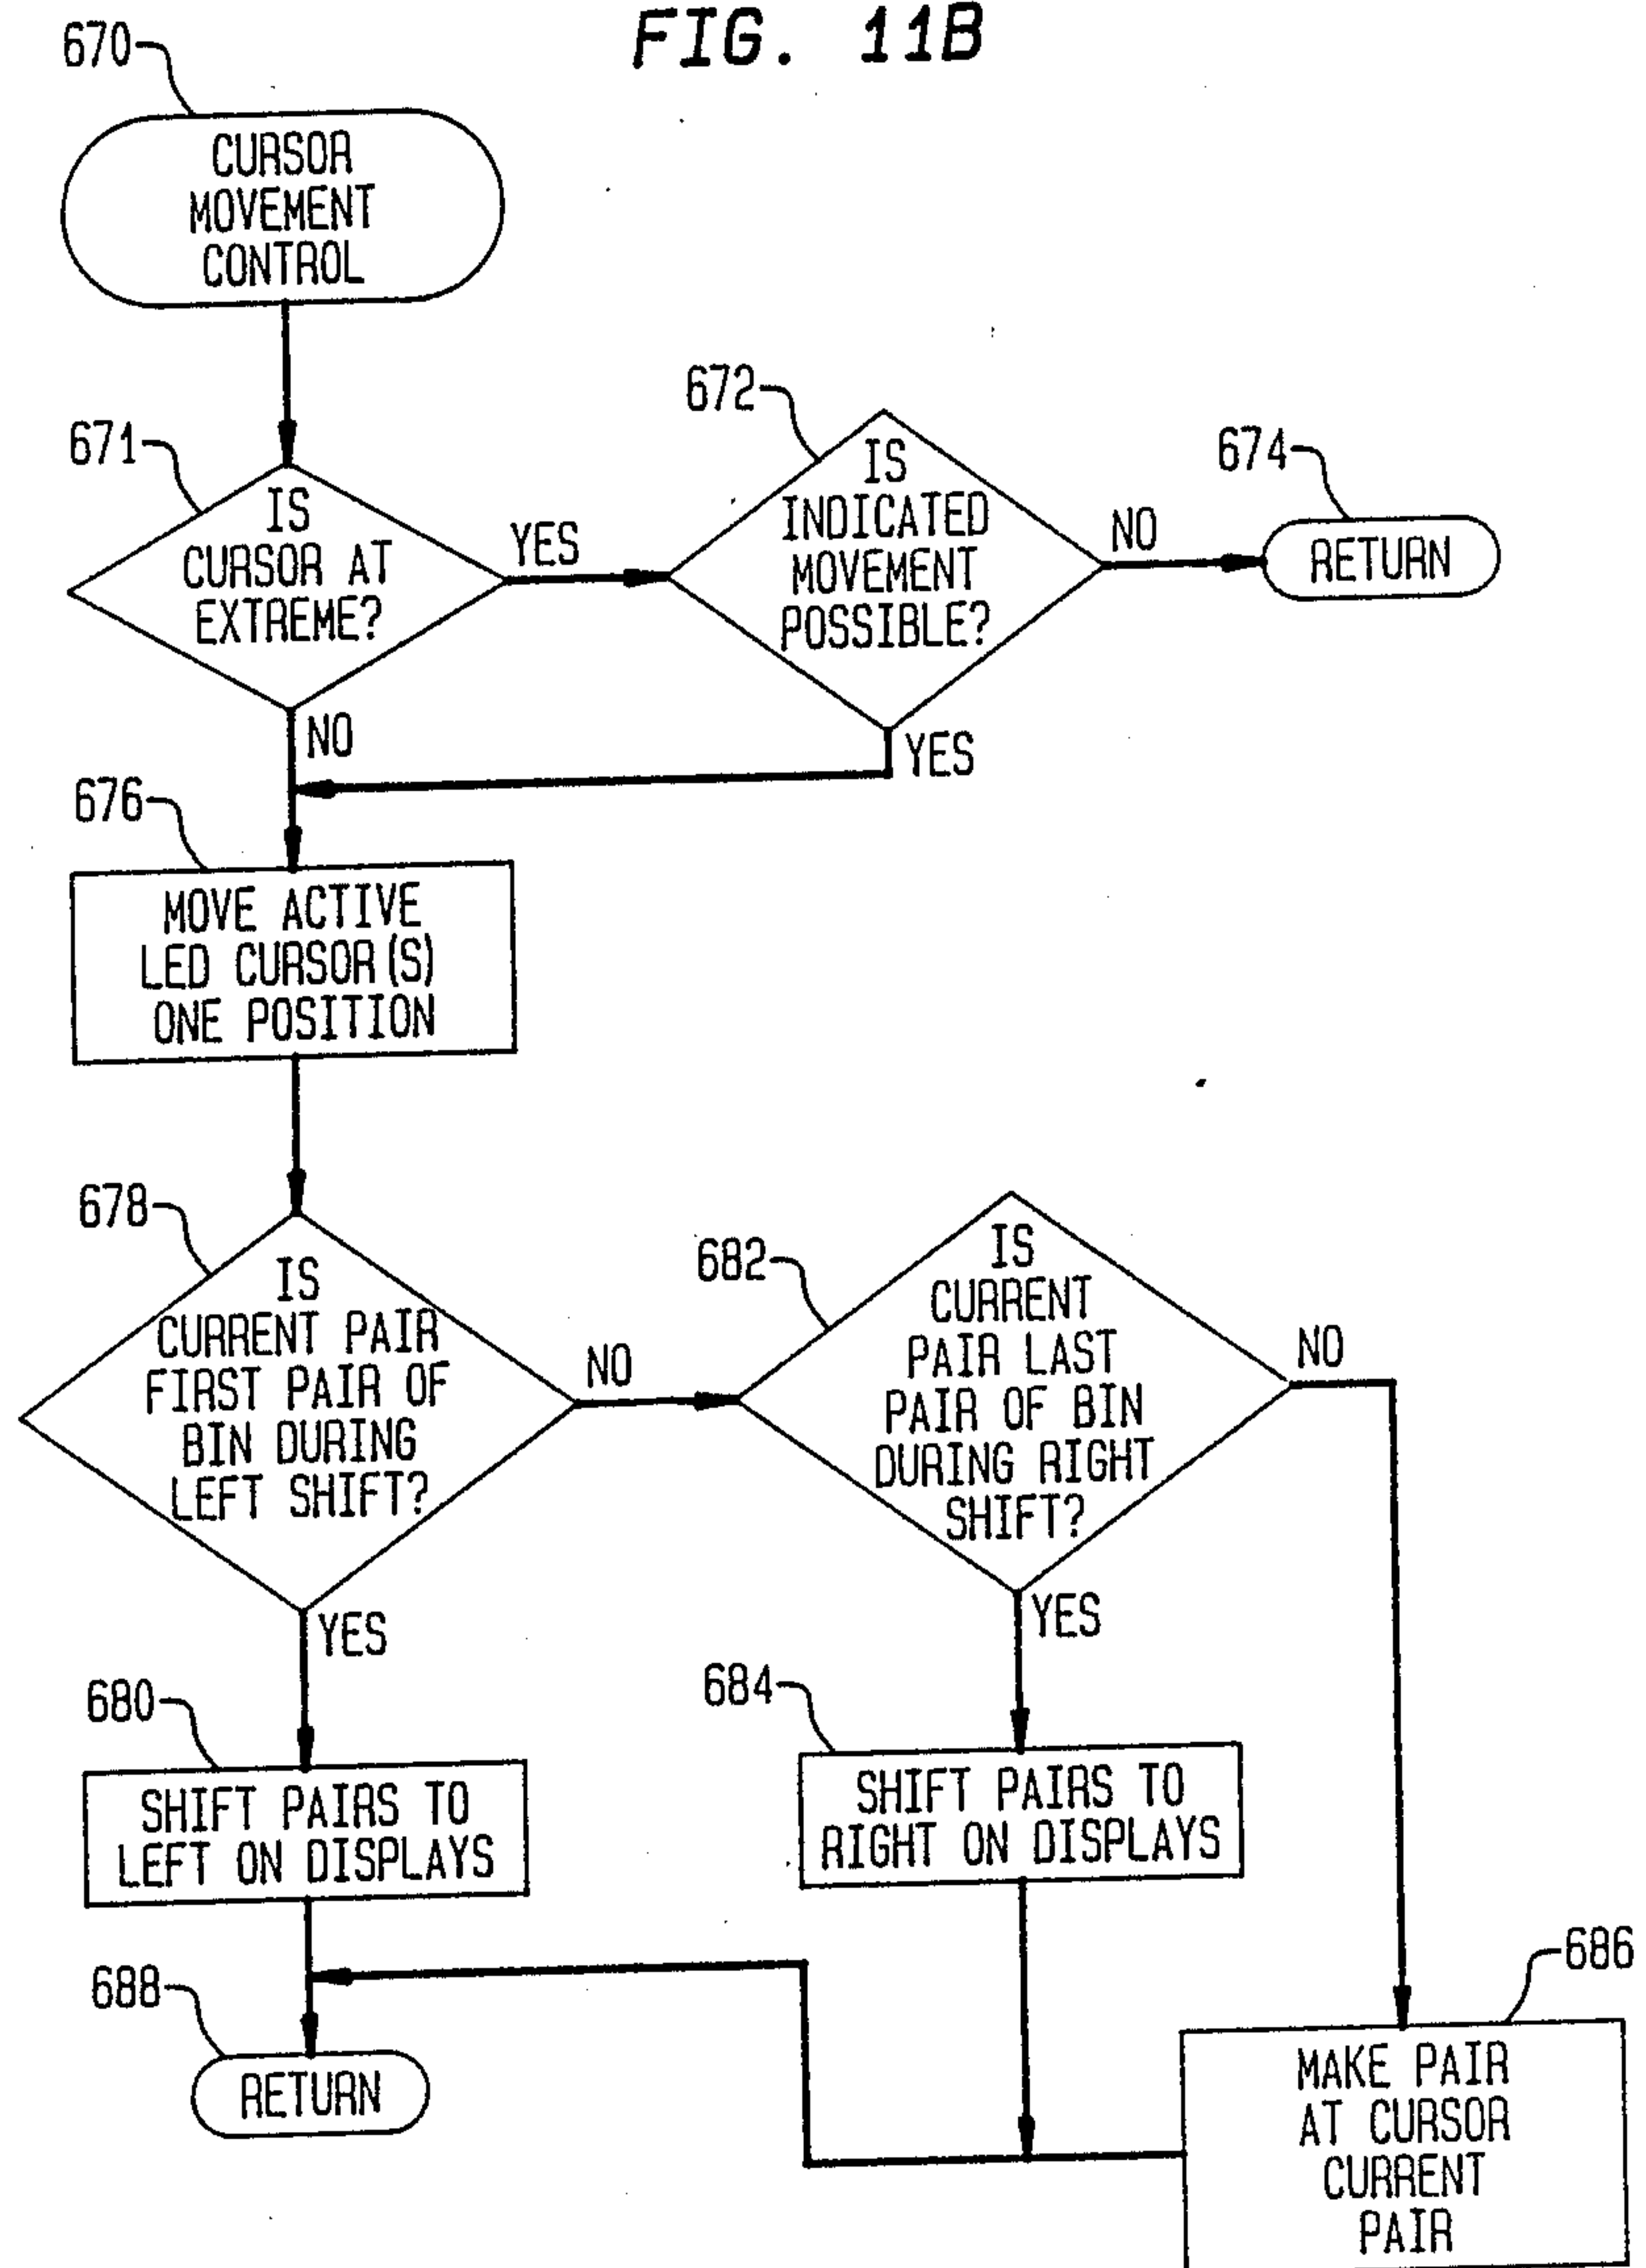 FIG. 11B
670
CURSOR
MOVEMENT
CONTROL
671
IS
CURSOR AT
EXTREME?
YES
NO
672
IS
INDICATED
MOVEMENT
POSSIBLE?
NO
YES
674
RETURN
676
MOVE ACTIVE
LED CURSOR(S)
ONE POSITION
678
IS
CURRENT PAIR
FIRST PAIR OF
BIN DURING
LEFT SHIFT?
NO
YES
682
IS
CURRENT
PAIR LAST
PAIR OF BIN
DURING RIGHT
SHIFT?
NO
YES
680
SHIFT PAIRS TO
LEFT ON DISPLAYS
684
SHIFT PAIRS TO
RIGHT ON DISPLAYS
686
MAKE PAIR
AT CURSOR
CURRENT
PAIR
688
RETURN